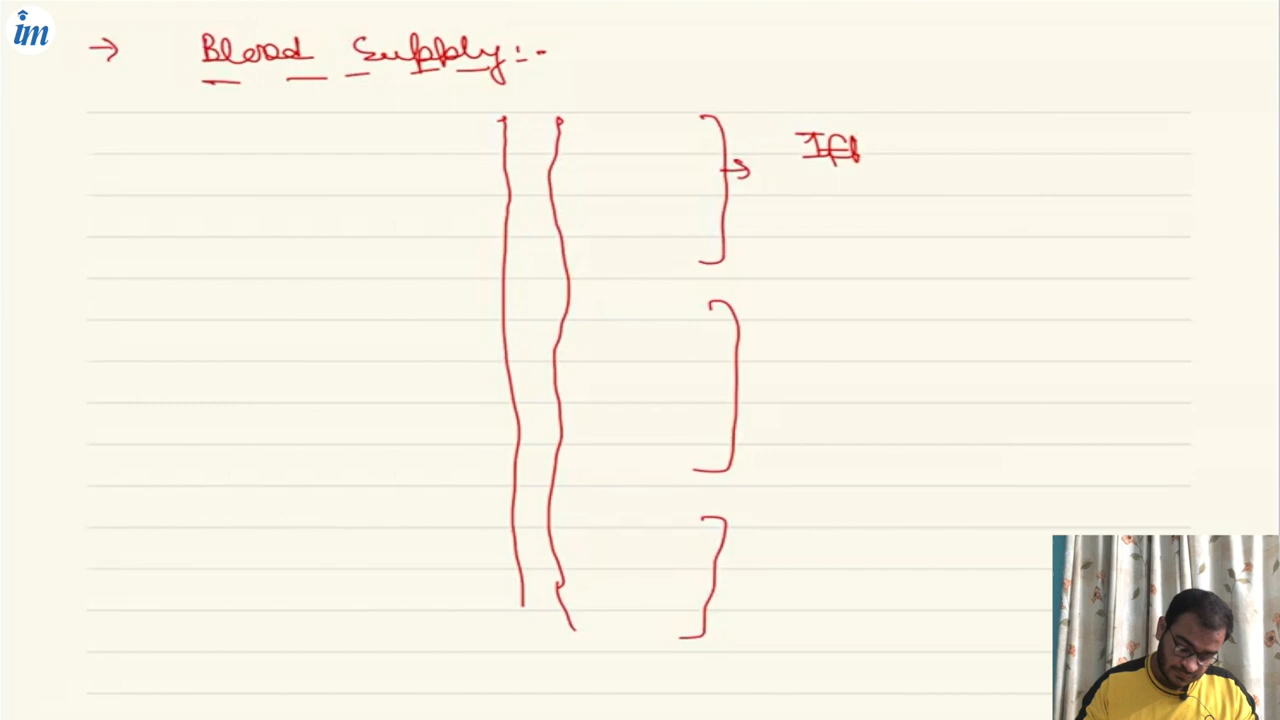 im
→ Blood Supply:-